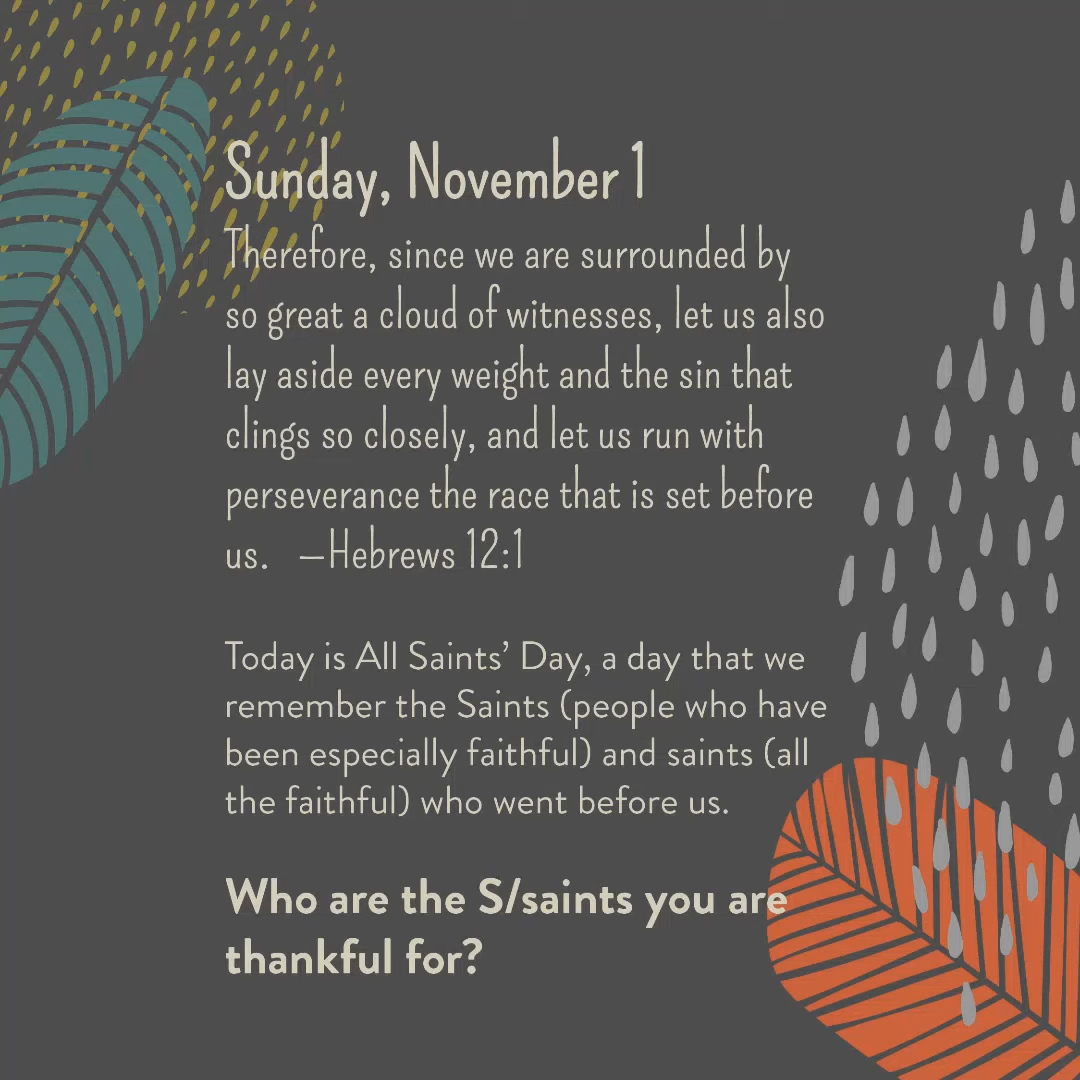 Sunday, November 1
Therefore, since we are surrounded by
so great a cloud of witnesses, let us also
lay aside every weight and the sin that
clings so closely, and let us run with
perseverance the race that is set before
us. —Hebrews 12:1
Today is All Saints’ Day, a day that we
remember the Saints (people who have
been especially faithful) and saints (all
the faithful) who went before us.
Who are the S/saints you are
thankful for?